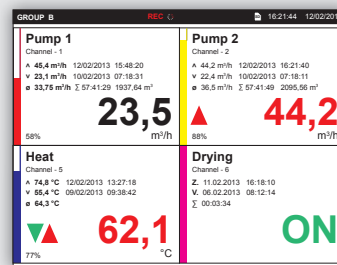 GROUP B REC 16:21:44 12/02/201
Pump 1
Channel - 1
ʌ 45,4 m³/h 12/02/2013 15:48:20
v 23,1 m³/h 10/02/2013 07:18:31
ø 33,75 m³/h ∑ 57:41:29 1937,64 m³
23,5
58% m³/h
Pump 2
Channel - 2
ʌ 44,2 m³/h 12/02/2013 16:21:40
v 22,4 m³/h 10/02/2013 07:18:11
ø 36,5 m³/h ∑ 57:41:49 2095,56 m³
44,2
88% m³/h
Heat
Channel - 5
ʌ 74,8 °C 12/02/2013 13:27:18
v 55,4 °C 09/02/2013 09:38:42
ø 64,3 °C
62,1
77% °C
Drying
Channel - 6
Z. 11.02.2013 16:18:10
V. 06.02.2013 08:12:14
∑ 00:03:34
ON